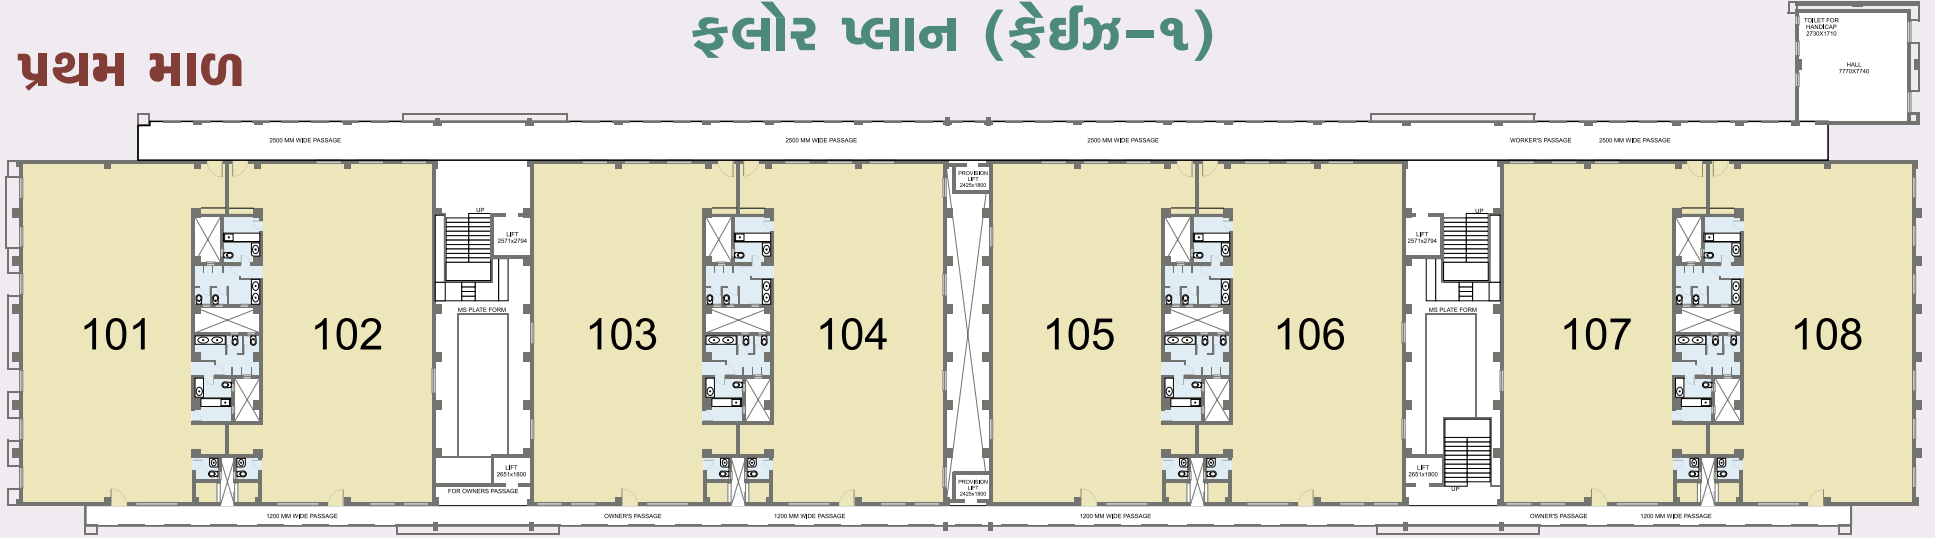 ફ્લોર પ્લાન (ફેઈઝ-૧)
પ્રથમ માળ
TOILET FOR
HANDICAP
2730X1710
HALL
7770X7740
2500 MM WIDE PASSAGE
2500 MM WIDE PASSAGE
2500 MM WIDE PASSAGE
WORKER'S PASSAGE
2500 MM WIDE PASSAGE
PROVISION
LIFT
2425x1800
UP
LIFT
2571x2794
UP
LIFT
2571x2794
MS PLATE FORM
MS PLATE FORM
101
102
103
104
105
106
107
108
LIFT
2651x1800
FOR OWNERS PASSAGE
PROVISION
LIFT
2425x1800
LIFT
2651x1800
UP
1200 MM WIDE PASSAGE
OWNER'S PASSAGE
1200 MM WIDE PASSAGE
1200 MM WIDE PASSAGE
OWNER'S PASSAGE
1200 MM WIDE PASSAGE